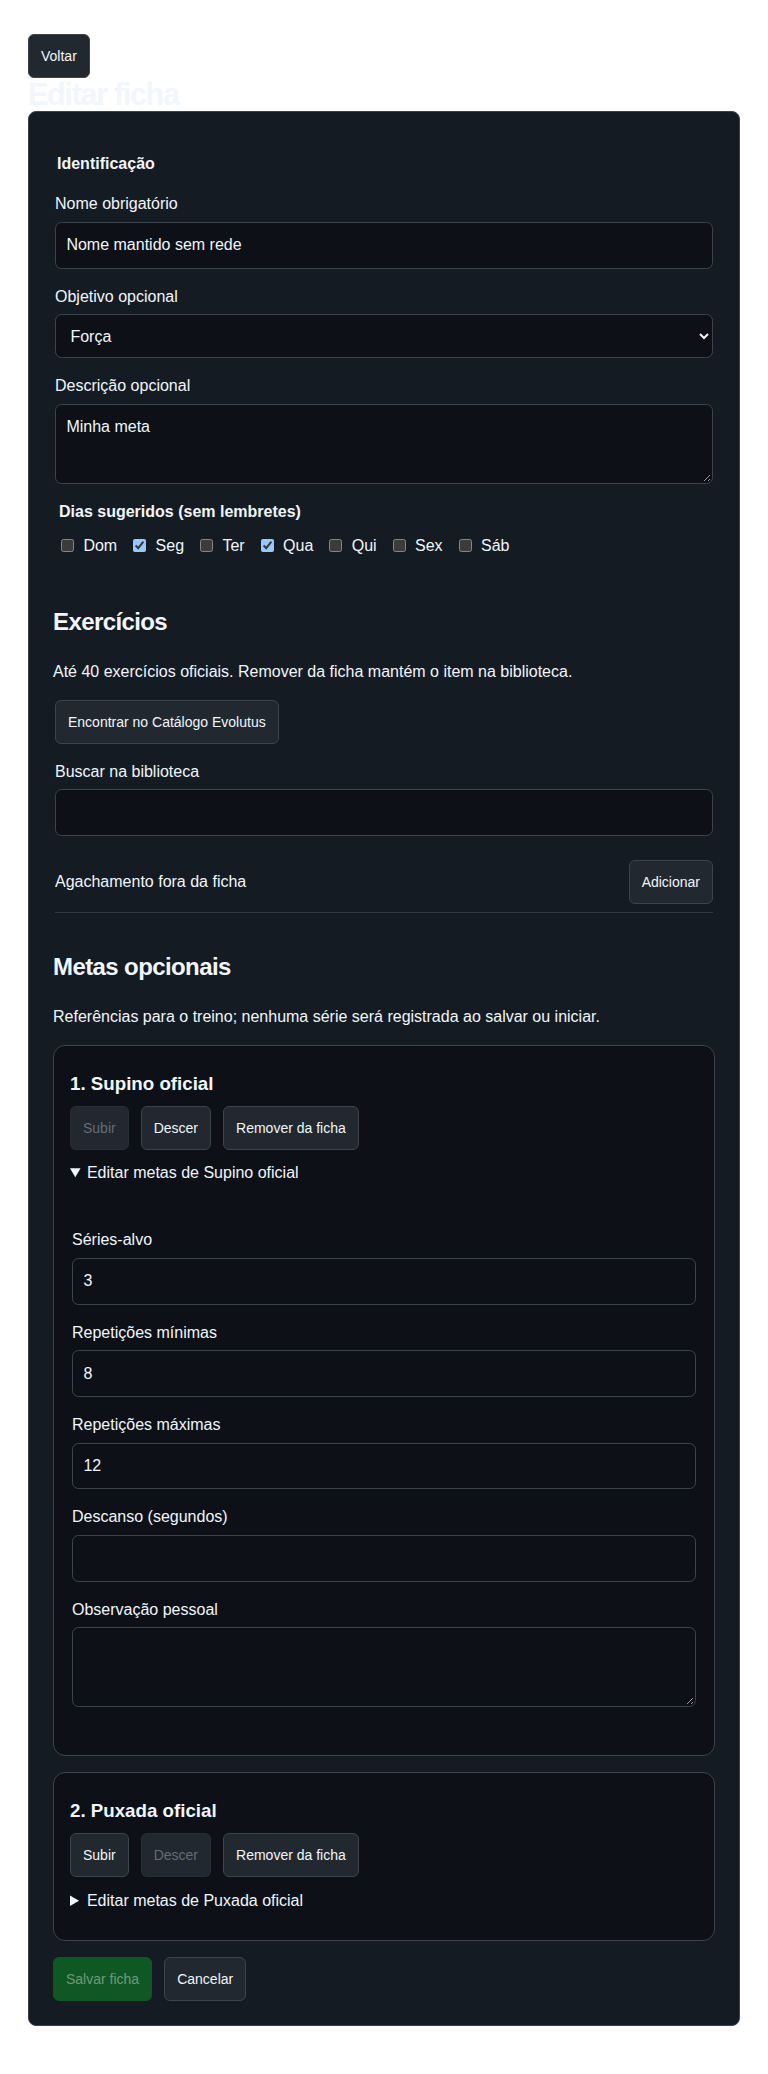 Voltar
Editar ficha
Identificação
Nome obrigatório
Nome mantido sem rede
Objetivo opcional
Força
Descrição opcional
Minha meta
Dias sugeridos (sem lembretes)
Dom Seg Ter Qua Qui Sex Sáb
Exercícios
Até 40 exercícios oficiais. Remover da ficha mantém o item na biblioteca.
Encontrar no Catálogo Evolutus
Buscar na biblioteca
Agachamento fora da ficha Adicionar
Metas opcionais
Referências para o treino; nenhuma série será registrada ao salvar ou iniciar.
1. Supino oficial
Subir Descer Remover da ficha
Editar metas de Supino oficial
Séries-alvo
3
Repetições mínimas
8
Repetições máximas
12
Descanso (segundos)
Observação pessoal
2. Puxada oficial
Subir Descer Remover da ficha
Editar metas de Puxada oficial
Salvar ficha Cancelar